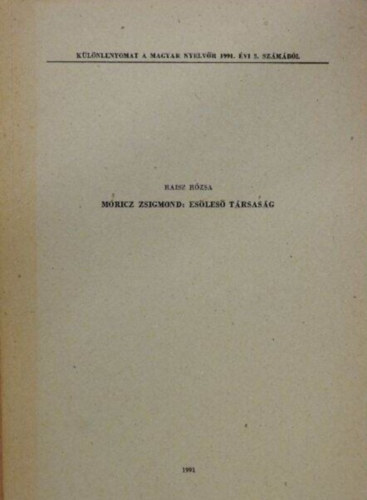 KÜLÖNLENYOMAT A MAGYAR NYELVŐR 1991. ÉVI 2. SZÁMÁBÓL
RAISZ RÓZSA
MÓRICZ ZSIGMOND: ESŐLESŐ TÁRSASÁG
1991